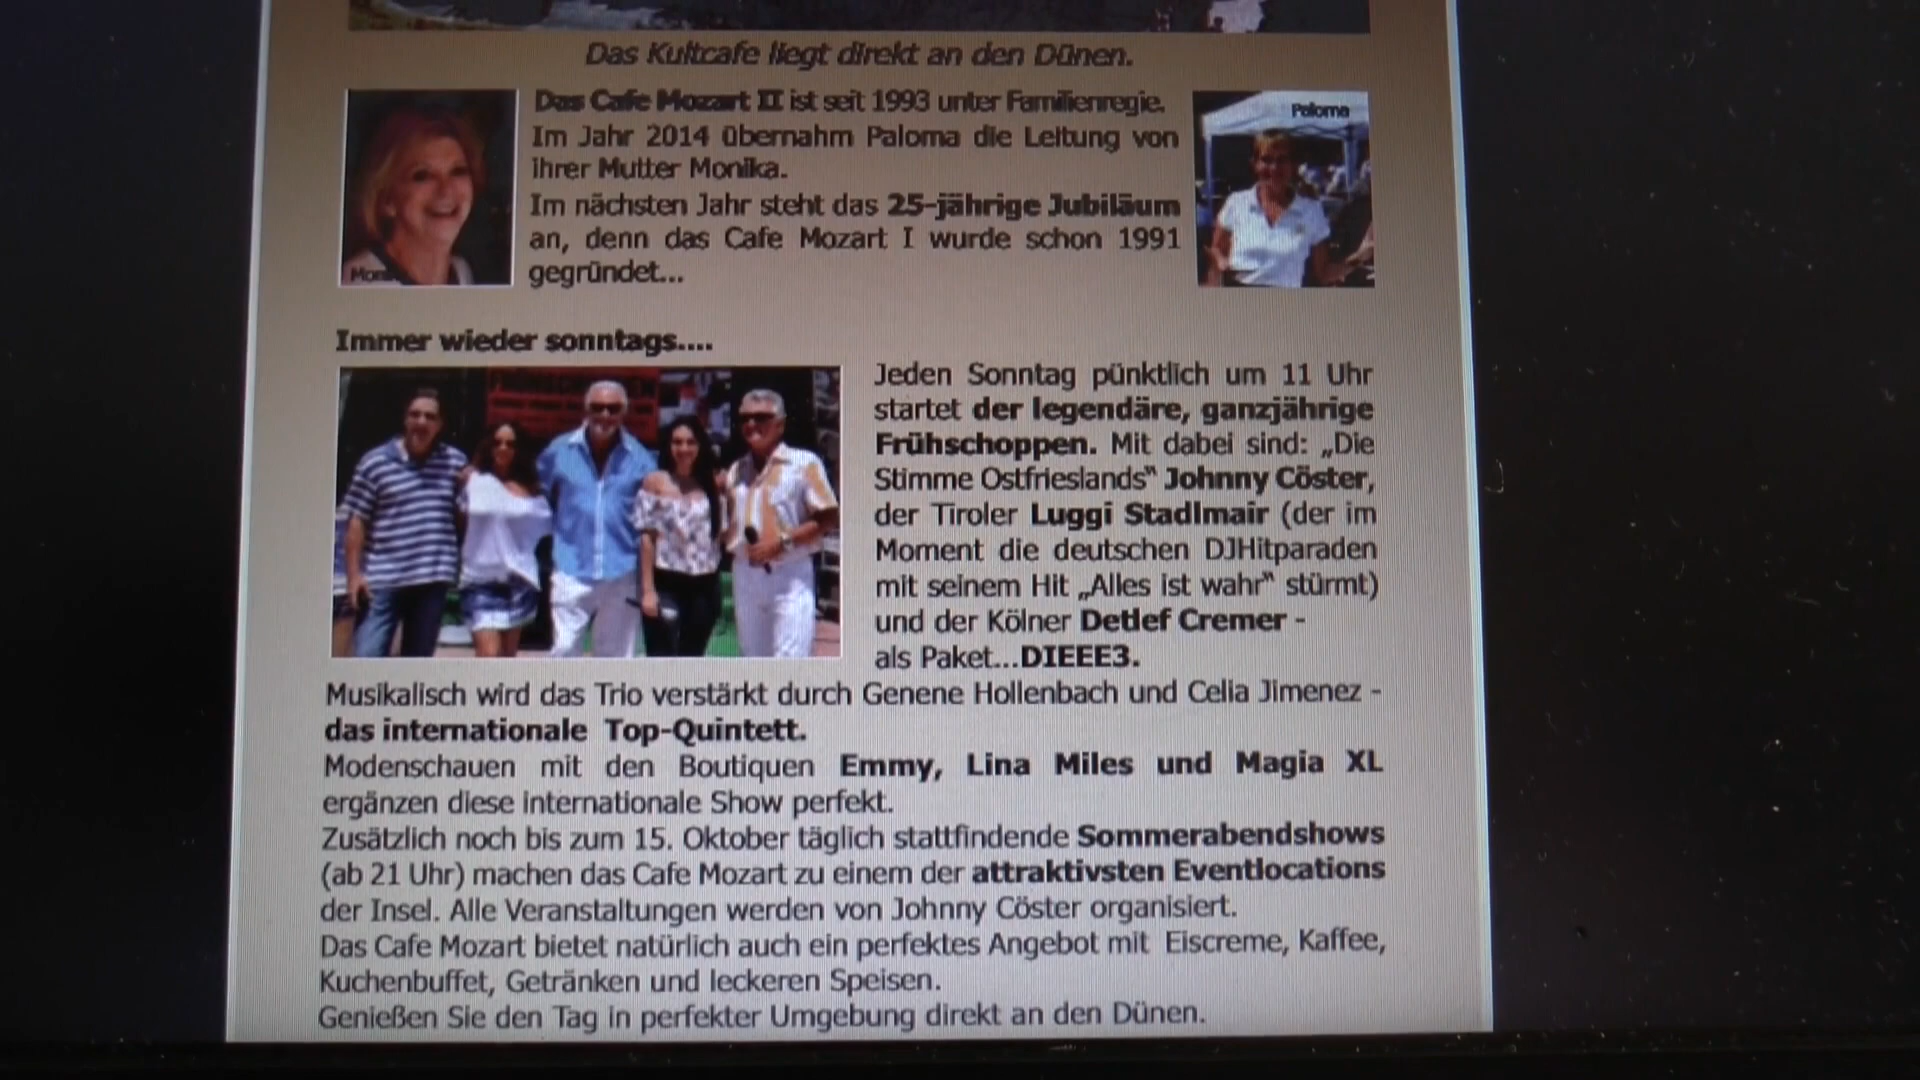 Das Kultcafe liegt direkt an den Dünen.
Das Cafe Mozart II ist seit 1993 unter Familienregie.
Im Jahr 2014 übernahm Paloma die Leitung von
ihrer Mutter Monika.
Im nächsten Jahr steht das 25-jährige Jubiläum
an, denn das Cafe Mozart I wurde schon 1991
gegründet...
Paloma
Immer wieder sonntags....
Jeden Sonntag pünktlich um 11 Uhr
startet der legendäre, ganzjährige
Frühschoppen. Mit dabei sind: „Die
Stimme Ostfrieslands" Johnny Cöster,
der Tiroler Luggi Stadlmair (der im
Moment die deutschen DJHitparaden
mit seinem Hit „Alles ist wahr" stürmt)
und der Kölner Detlef Cremer -
als Paket...DIEEE3.
Musikalisch wird das Trio verstärkt durch Genene Hollenbach und Celia Jimenez -
das internationale Top-Quintett.
Modenschauen mit den Boutiquen Emmy, Lina Miles und Magia XL
ergänzen diese internationale Show perfekt.
Zusätzlich noch bis zum 15. Oktober täglich stattfindende Sommerabendshows
(ab 21 Uhr) machen das Cafe Mozart zu einem der attraktivsten Eventlocations
der Insel. Alle Veranstaltungen werden von Johnny Cöster organisiert.
Das Cafe Mozart bietet natürlich auch ein perfektes Angebot mit Eiscreme, Kaffee,
Kuchenbuffet, Getränken und leckeren Speisen.
Genießen Sie den Tag in perfekter Umgebung direkt an den Dünen.